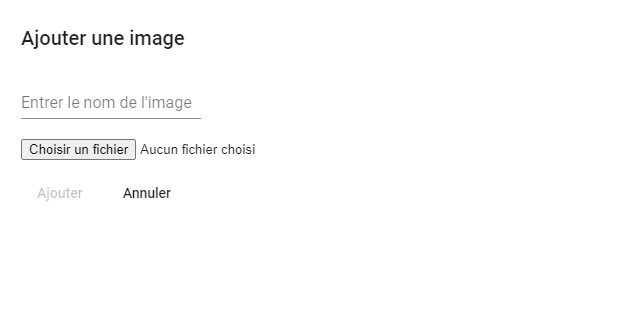 Ajouter une image
Entrer le nom de l'image
Choisir un fichier Aucun fichier choisi
Ajouter Annuler